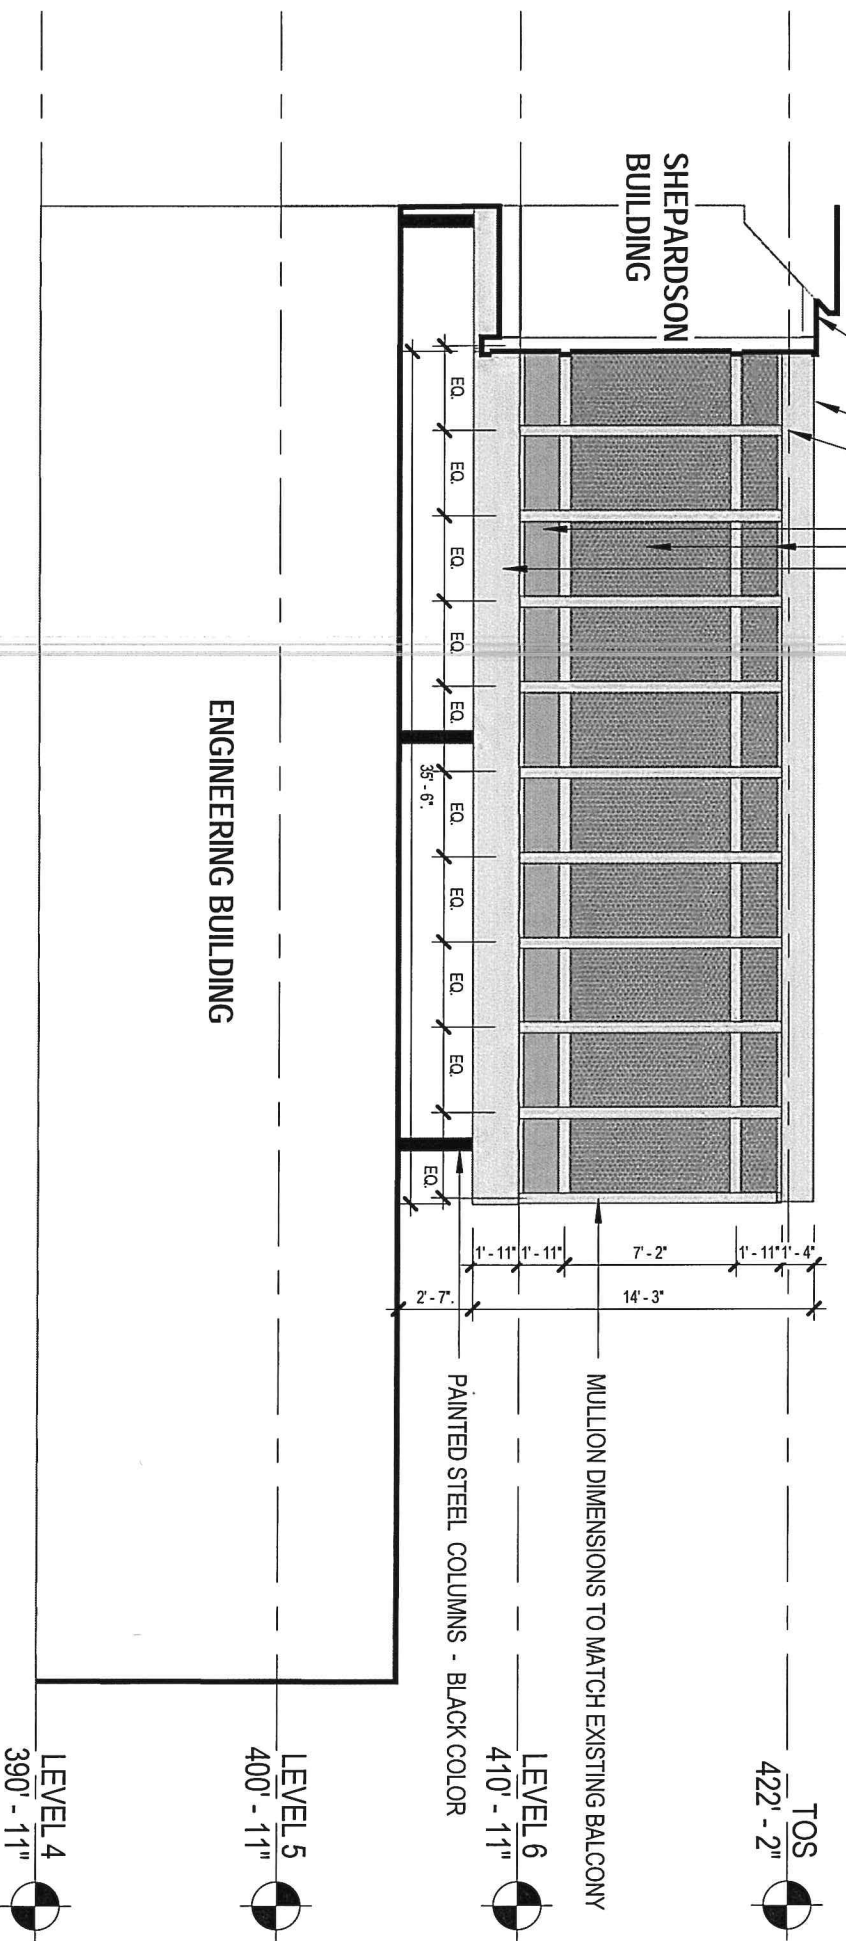 SHEPARDSON
BUILDING
EQ.
EQ.
EQ.
EQ.
EQ.
EQ.
EQ.
EQ.
EQ.
EQ.
35' - 6".
ENGINEERING BUILDING
1' - 11"
1' - 11"
7' - 2"
1' - 11"
1' - 4"
2' - 7".
14' - 3"
MULLION DIMENSIONS TO MATCH EXISTING BALCONY
PAINTED STEEL COLUMNS - BLACK COLOR
TOS
422' - 2"
LEVEL 6
410' - 11"
LEVEL 5
400' - 11"
LEVEL 4
390' - 11"